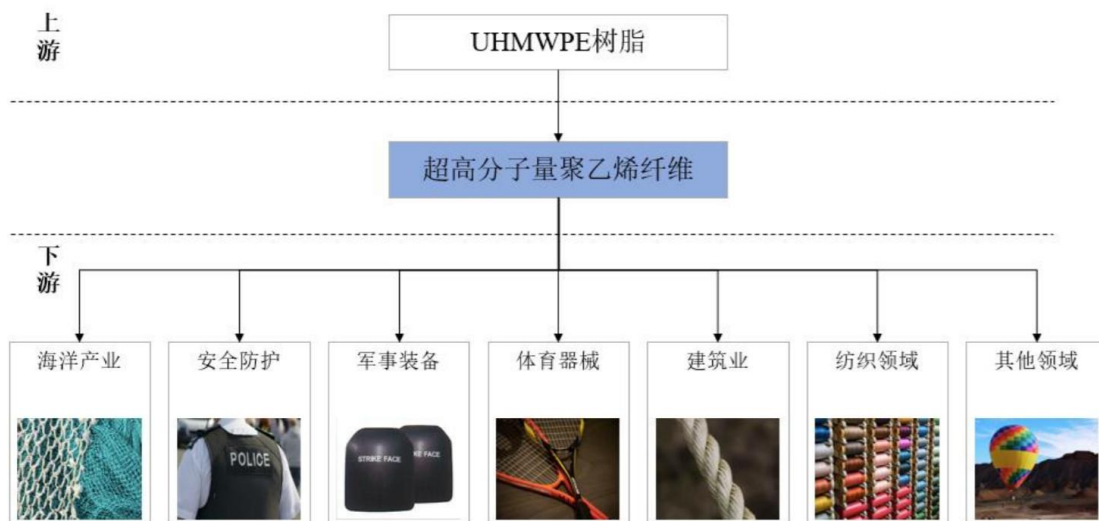 上
游
UHMWPE树脂
超高分子量聚乙烯纤维
下
游
海洋产业
安全防护
军事装备
体育器械
建筑业
纺织领域
其他领域
POLICE
STRIKE FACE
KE FACE